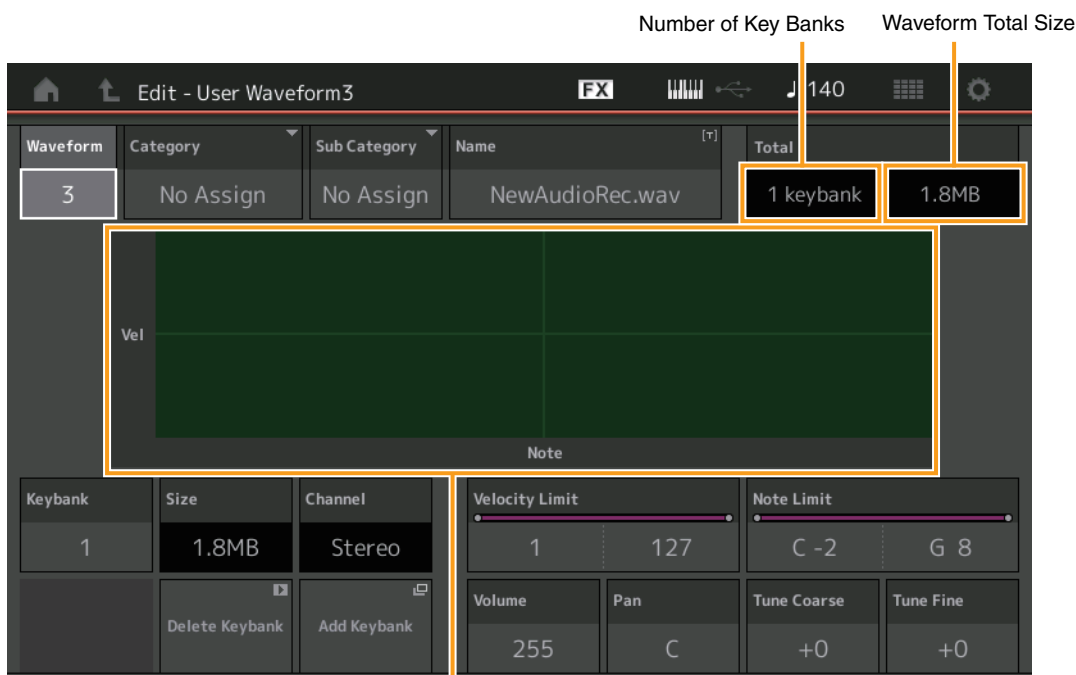 Number of Key Banks Waveform Total Size
Edit - User Waveform3 FX ♩ 140
Waveform Category Sub Category Name [T] Total
3 No Assign No Assign NewAudioRec.wav 1 keybank 1.8MB
Vel
Note
Keybank Size Channel Velocity Limit Note Limit
1 1.8MB Stereo 1 127 C -2 G 8
Delete Keybank Add Keybank Volume Pan Tune Coarse Tune Fine
255 C +0 +0